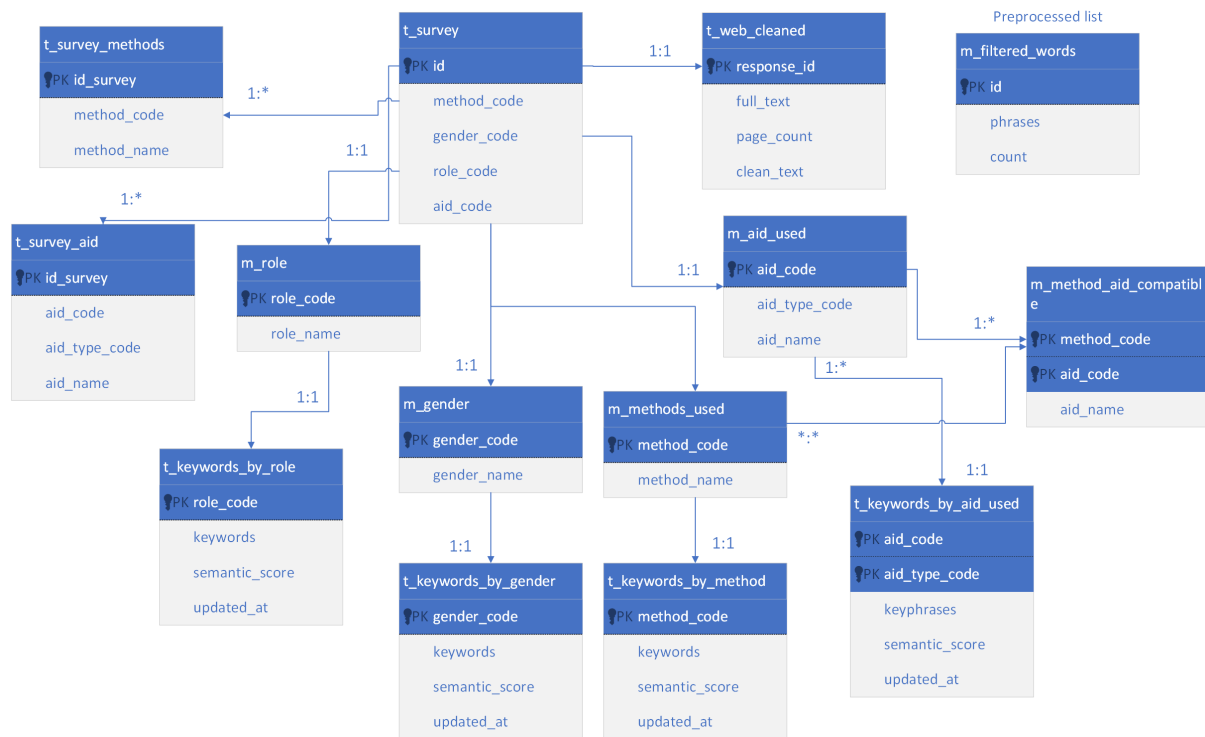 Preprocessed list
t_survey_methods
PK id_survey
method_code
method_name
t_survey
PK id
method_code
gender_code
role_code
aid_code
t_web_cleaned
PK response_id
full_text
page_count
clean_text
m_filtered_words
PK id
phrases
count
1:1
1:*
1:1
1:*
t_survey_aid
PK id_survey
aid_code
aid_type_code
aid_name
m_role
PK role_code
role_name
m_aid_used
PK aid_code
aid_type_code
aid_name
1:1
m_method_aid_compatibl
e
PK method_code
PK aid_code
aid_name
1:*
1:*
1:1
1:1
m_gender
PK gender_code
gender_name
m_methods_used
PK method_code
method_name
*:*
t_keywords_by_role
PK role_code
keywords
semantic_score
updated_at
1:1
t_keywords_by_aid_used
PK aid_code
PK aid_type_code
keyphrases
semantic_score
updated_at
1:1
1:1
t_keywords_by_gender
PK gender_code
keywords
semantic_score
updated_at
t_keywords_by_method
PK method_code
keywords
semantic_score
updated_at